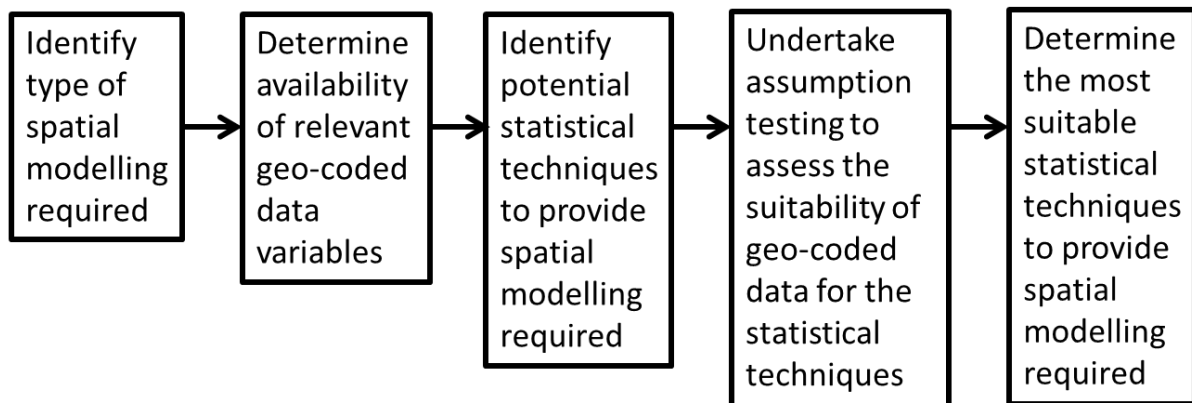 Identify
type of
spatial
modelling
required
Determine
availability
of relevant
geo-coded
data
variables
Identify
potential
statistical
techniques
to provide
spatial
modelling
required
Undertake
assumption
testing to
assess the
suitability of
geo-coded
data for the
statistical
techniques
Determine
the most
suitable
statistical
techniques
to provide
spatial
modelling
required